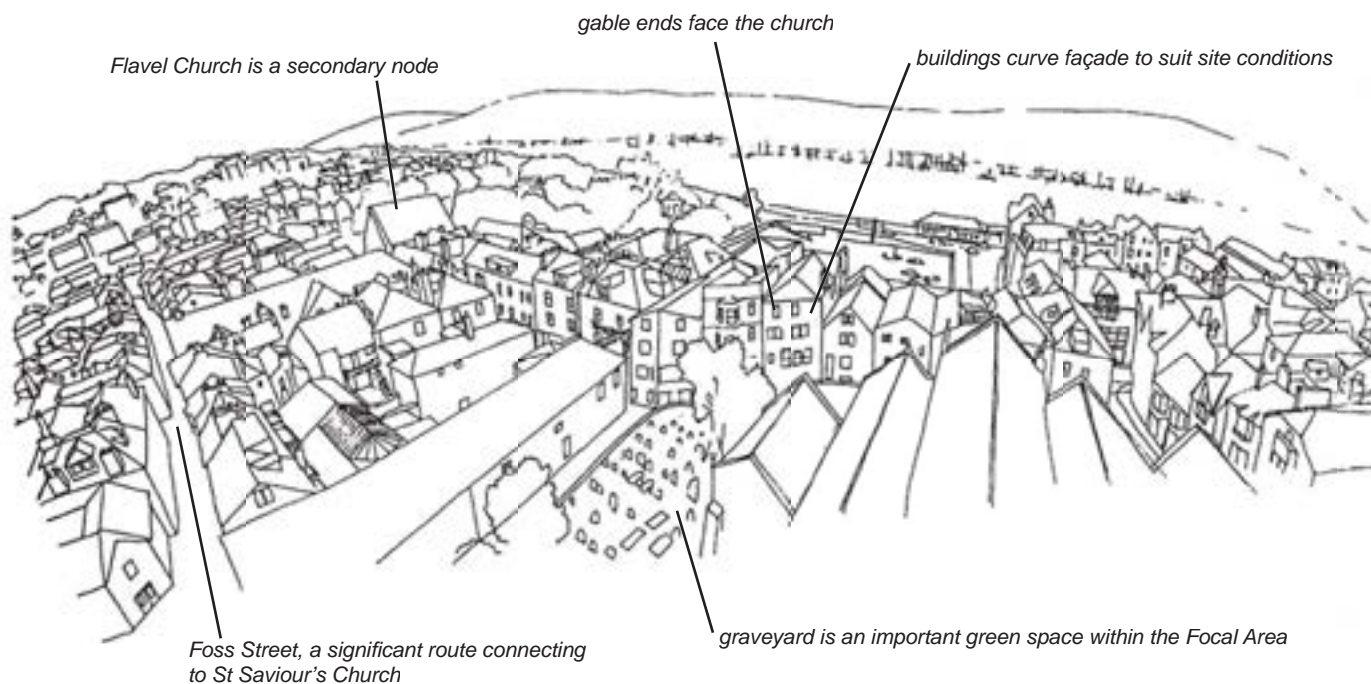 gable ends face the church
Flavel Church is a secondary node
buildings curve façade to suit site conditions
graveyard is an important green space within the Focal Area
Foss Street, a significant route connecting
to St Saviour's Church